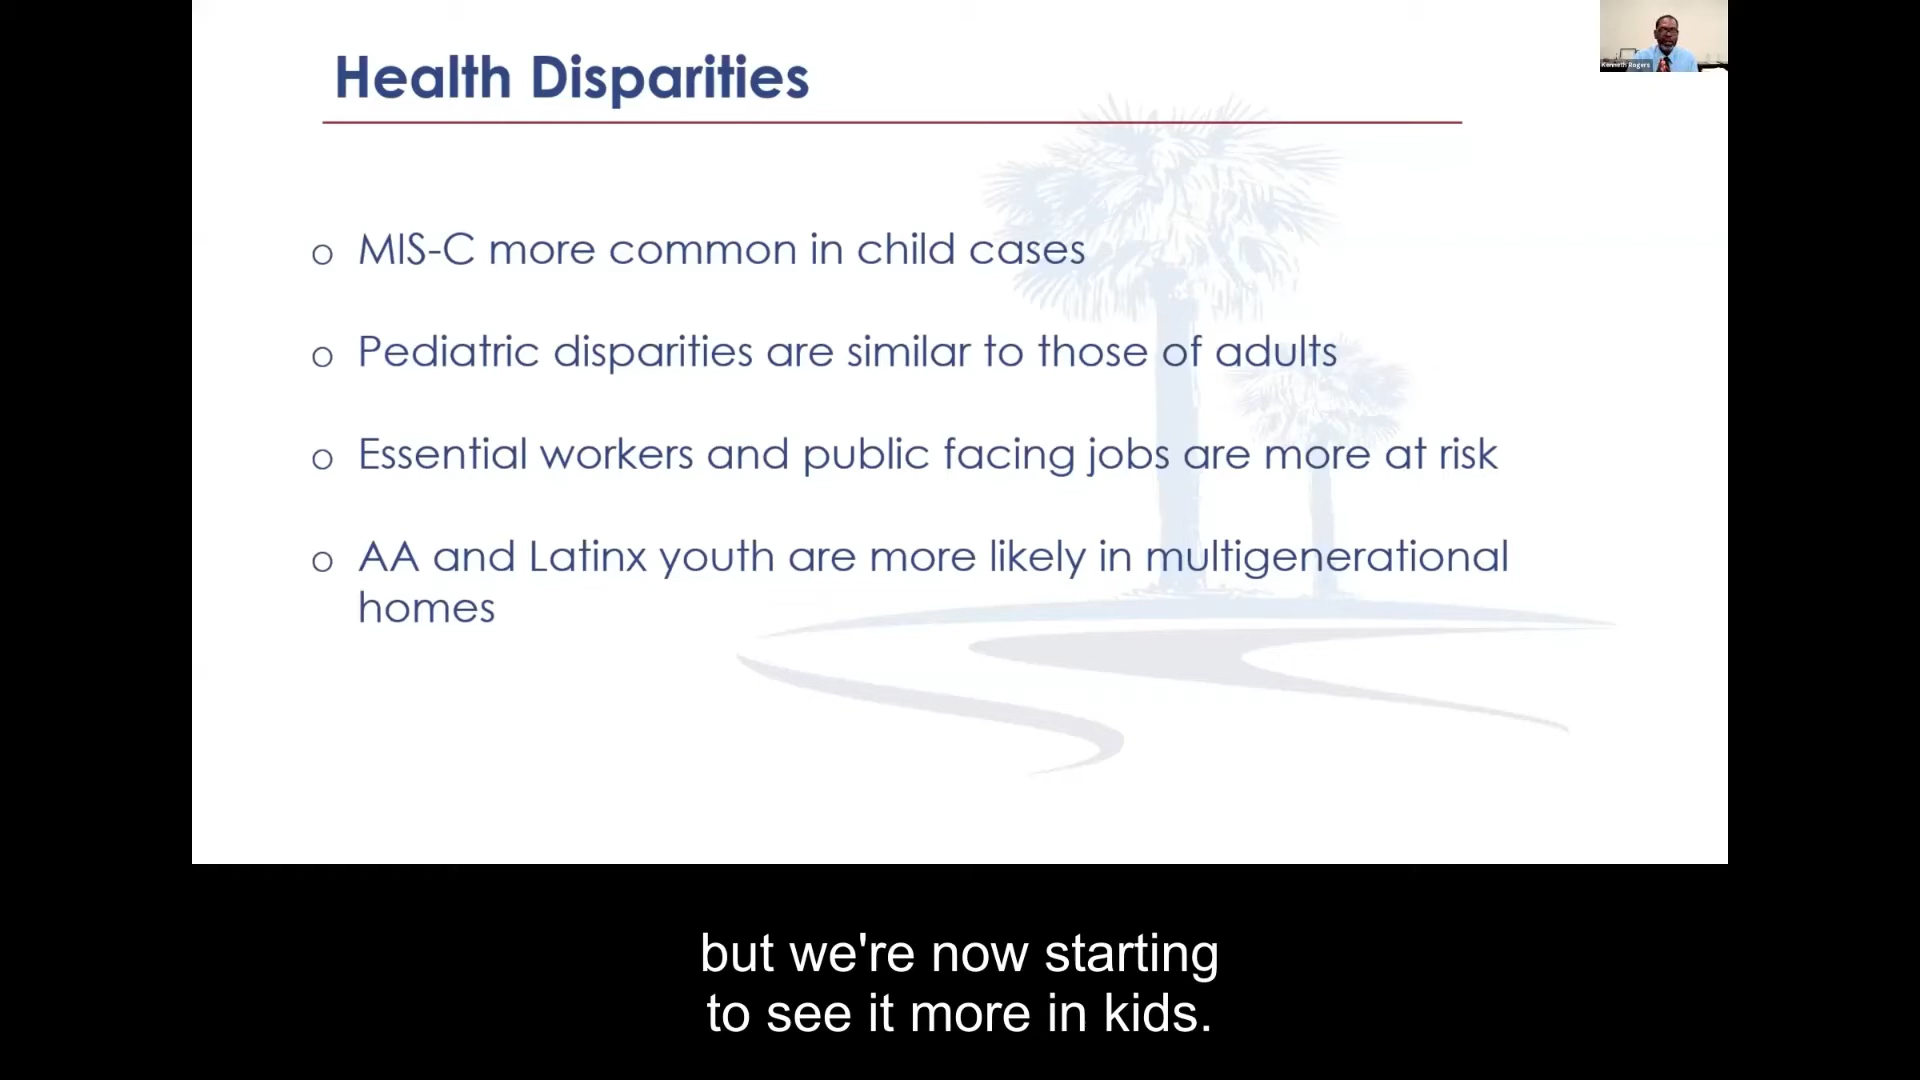 Health Disparities
Kenneth Rogers
o MIS-C more common in child cases
o Pediatric disparities are similar to those of adults
o Essential workers and public facing jobs are more at risk
o AA and Latinx youth are more likely in multigenerational
homes
but we're now starting
to see it more in kids.